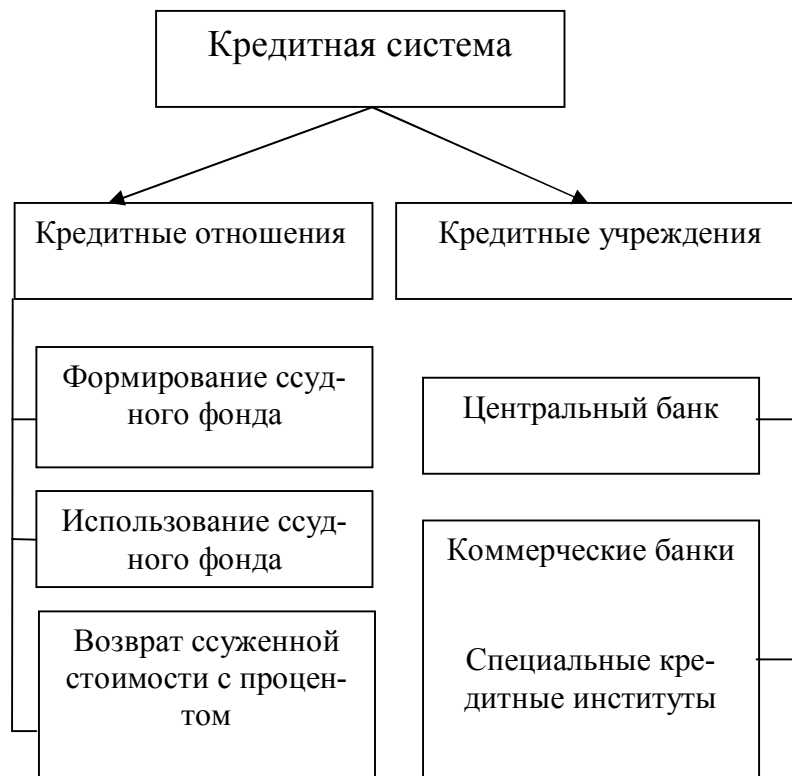 Кредитная система
Кредитные отношения
Кредитные учреждения
Формирование ссуд-
ного фонда
Использование ссуд-
ного фонда
Возврат ссуженной
стоимости с процен-
том
Центральный банк
Коммерческие банки
Специальные кре-
дитные институты